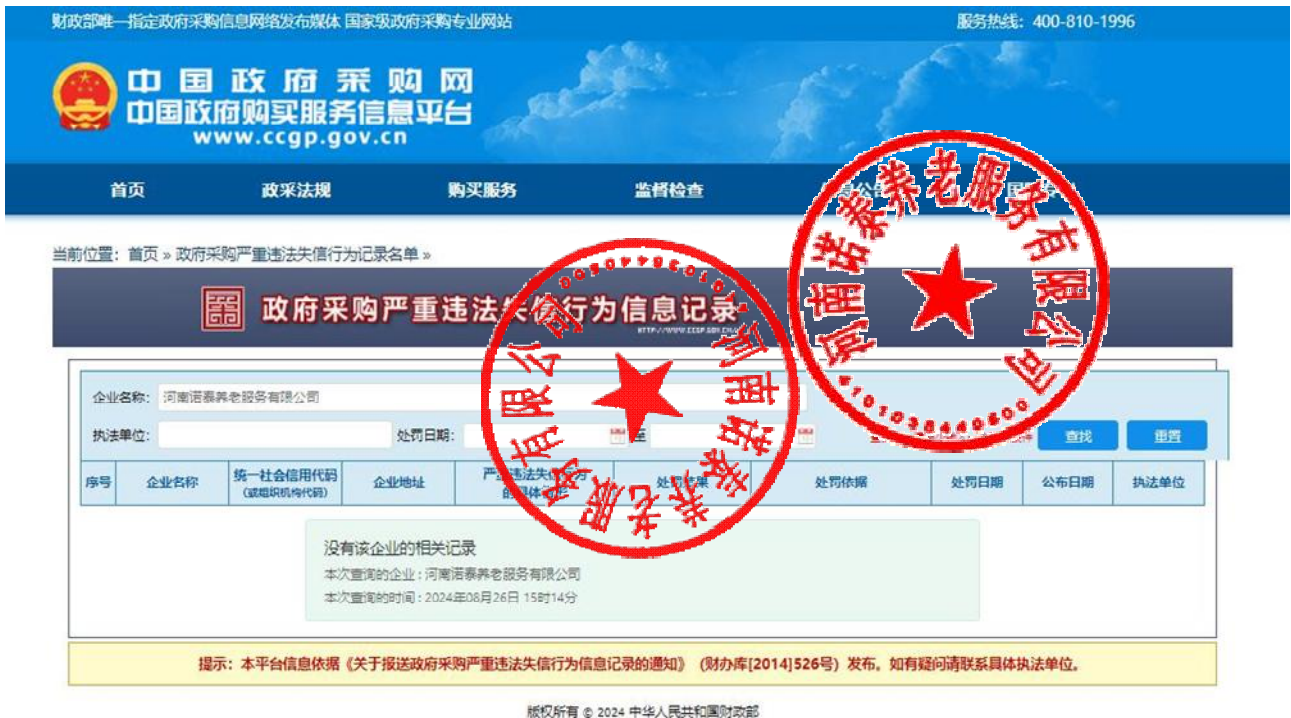 财政部唯一指定政府采购信息网络发布媒体 国家级政府采购专业网站 服务热线：400-810-1996
中国政府采购网
中国政府购买服务信息平台
www.ccgp.gov.cn
首页 政采法规 购买服务 监督检查
河南诺泰养老服务有限公司
4101038440600
当前位置：首页 » 政府采购严重违法失信行为记录名单 »
政府采购严重违法失信行为信息记录
HTTP://WWW.CCGP.GOV.CN
河南诺泰养老服务有限公司
企业名称：河南诺泰养老服务有限公司
执法单位： 处罚日期： 至 查找 重置
序号 企业名称 统一社会信用代码 企业地址 处罚依据 处罚日期 公布日期 执法单位
（或组织机构代码）
没有该企业的相关记录
本次查询的企业：河南诺泰养老服务有限公司
本次查询的时间：2024年08月26日 15时14分
提示：本平台信息依据《关于报送政府采购严重违法失信行为信息记录的通知》（财办库[2014]526号）发布。如有疑问请联系具体执法单位。
版权所有 © 2024 中华人民共和国财政部